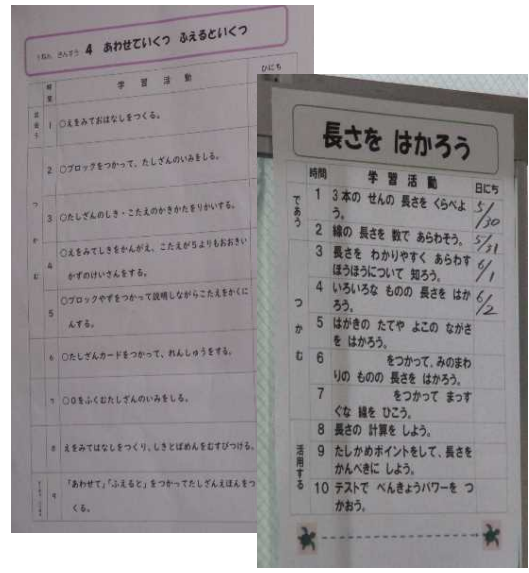 1ねん さんすう 4 あわせていくつ ふえるといくつ
時間 学習活動 ひにち
つかむ
1 ○えをみておはなしをつくる。
2 ○ブロックをつかって、たしざんのいみをしる。
3 ○たしざんのしき・こたえのかきかたをりかいする。
4 ○えをみてしきをかんがえ、こたえが5よりもおおきい
かずのけいさんをする。
5 ○ブロックやずをつかって説明しながらこたえをかくに
んする。
6 ○たしざんカードをつかって、れんしゅうをする。
7 ○0をふくむたしざんのいみをしる。
8 えをみてはなしをつくり、しきとばめんをむすびつける。
9 「あわせて」「ふえると」をつかってたしざんえほんをつ
くる。
長さを はかろう
時間 学習活動 日にち
であう
1 3本の せんの 長さを くらべよ
う。 5/30
2 線の 長さを 数で あらわそう。 5/31
つかむ
3 長さを わかりやすく あらわす
ほうほうについて 知ろう。 6/1
4 いろいろな ものの 長さを はか
ろう。 6/2
5 はがきの たてや よこの ながさ
を はかろう。
6 をつかって、みのまわ
りの ものの 長さを はかろう。
7 をつかって まっす
ぐな 線を ひこう。
活用する
8 長さの 計算を しよう。
9 たしかめポイントをして、長さを
かんぺきに しよう。
10 テストで べんきょうパワーを つ
かおう。